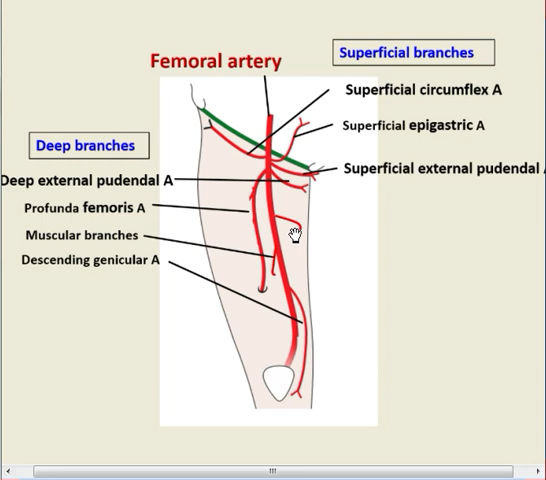 Femoral artery
Superficial branches
Superficial circumflex A
Superficial epigastric A
Superficial external pudendal A
Deep branches
Deep external pudendal A
Profunda femoris A
Muscular branches
Descending genicular A